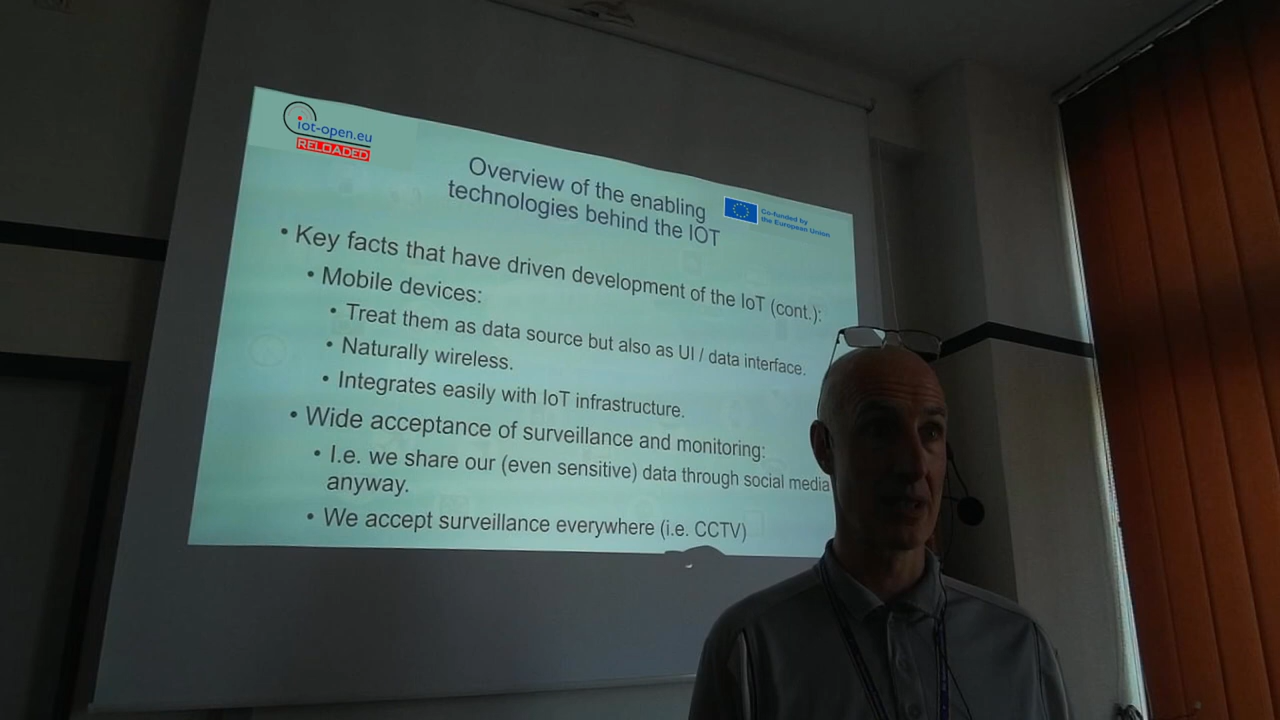 iot-open.eu
RELOADED
Overview of the enabling
technologies behind the IOT
Co-funded by
the European Union
• Key facts that have driven development of the IoT (cont.):
• Mobile devices:
• Treat them as data source but also as UI / data interface.
• Naturally wireless.
• Integrates easily with IoT infrastructure.
• Wide acceptance of surveillance and monitoring:
• I.e. we share our (even sensitive) data through social media
anyway.
• We accept surveillance everywhere (i.e. CCTV)